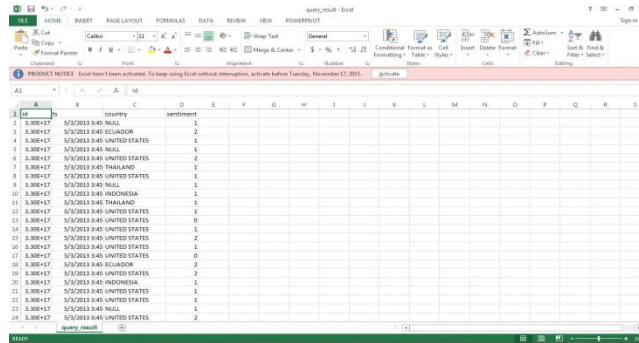 query_result - Excel
FILE HOME INSERT PAGE LAYOUT FORMULAS DATA REVIEW VIEW POWERPIVOT Sign in
Cut Calibri 11 Wrap Text General AutoSum
Copy Fill
Paste Format Painter B I U Merge & Center $ % Conditional Format as Cell Insert Delete Format Clear Sort & Find &
Formatting Table Styles Filter Select
Clipboard Font Alignment Number Styles Cells Editing
PRODUCT NOTICE Excel hasn't been activated. To keep using Excel without interruption, activate before Tuesday, November 17, 2015. Activate
A1 fx id
A B C D E F G H I J K L M N O P Q R S
1 id ts country sentiment
2 3.30E+17 5/3/2013 3:45 NULL 1
3 3.30E+17 5/3/2013 3:45 ECUADOR 2
4 3.30E+17 5/3/2013 3:45 UNITED STATES 1
5 3.30E+17 5/3/2013 3:45 NULL 1
6 3.30E+17 5/3/2013 3:45 UNITED STATES 2
7 3.30E+17 5/3/2013 3:45 THAILAND 1
8 3.30E+17 5/3/2013 3:45 UNITED STATES 1
9 3.30E+17 5/3/2013 3:45 NULL 1
10 3.30E+17 5/3/2013 3:45 INDONESIA 1
11 3.30E+17 5/3/2013 3:45 THAILAND 1
12 3.30E+17 5/3/2013 3:45 UNITED STATES 1
13 3.30E+17 5/3/2013 3:45 UNITED STATES 0
14 3.30E+17 5/3/2013 3:45 UNITED STATES 1
15 3.30E+17 5/3/2013 3:45 UNITED STATES 2
16 3.30E+17 5/3/2013 3:45 UNITED STATES 1
17 3.30E+17 5/3/2013 3:45 UNITED STATES 0
18 3.30E+17 5/3/2013 3:45 ECUADOR 2
19 3.30E+17 5/3/2013 3:45 UNITED STATES 2
20 3.30E+17 5/3/2013 3:45 INDONESIA 1
21 3.30E+17 5/3/2013 3:45 UNITED STATES 1
22 3.30E+17 5/3/2013 3:45 UNITED STATES 1
23 3.30E+17 5/3/2013 3:45 NULL 1
24 3.30E+17 5/3/2013 3:45 UNITED STATES 2
query_result
READY